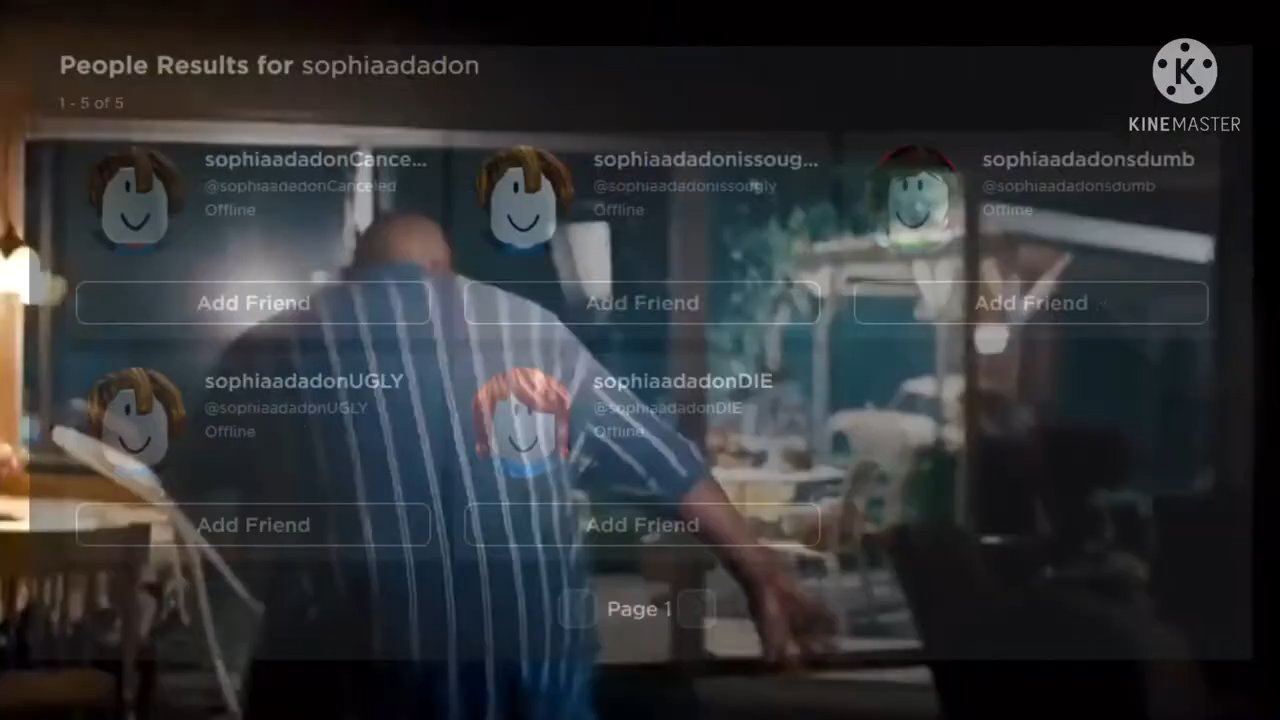 People Results for sophiaadadon
1 - 5 of 5
KINEMASTER
sophiaadadonCance...
@sophiaadedonCanceled
Offline
sophiaadadonissoug...
@sophiaadadonissougly
Offline
sophiaadadonsdumb
@sophiaadadonsdumb
Offline
Add Friend
Add Friend
Add Friend
sophiaadadonUGLY
@sophiaadadonUGLY
Offline
sophiaadadonDIE
@sophiaadadonDIE
Offline
Add Friend
Add Friend
Page 1